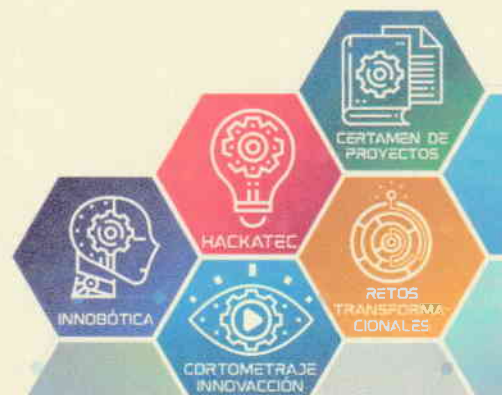 CERTAMEN DE
PROYECTOS
HACKATEC
INNOBÓTICA
RETOS
TRANSFORMA
CIONALES
CORTOMETRAJE
INNOVACCIÓN